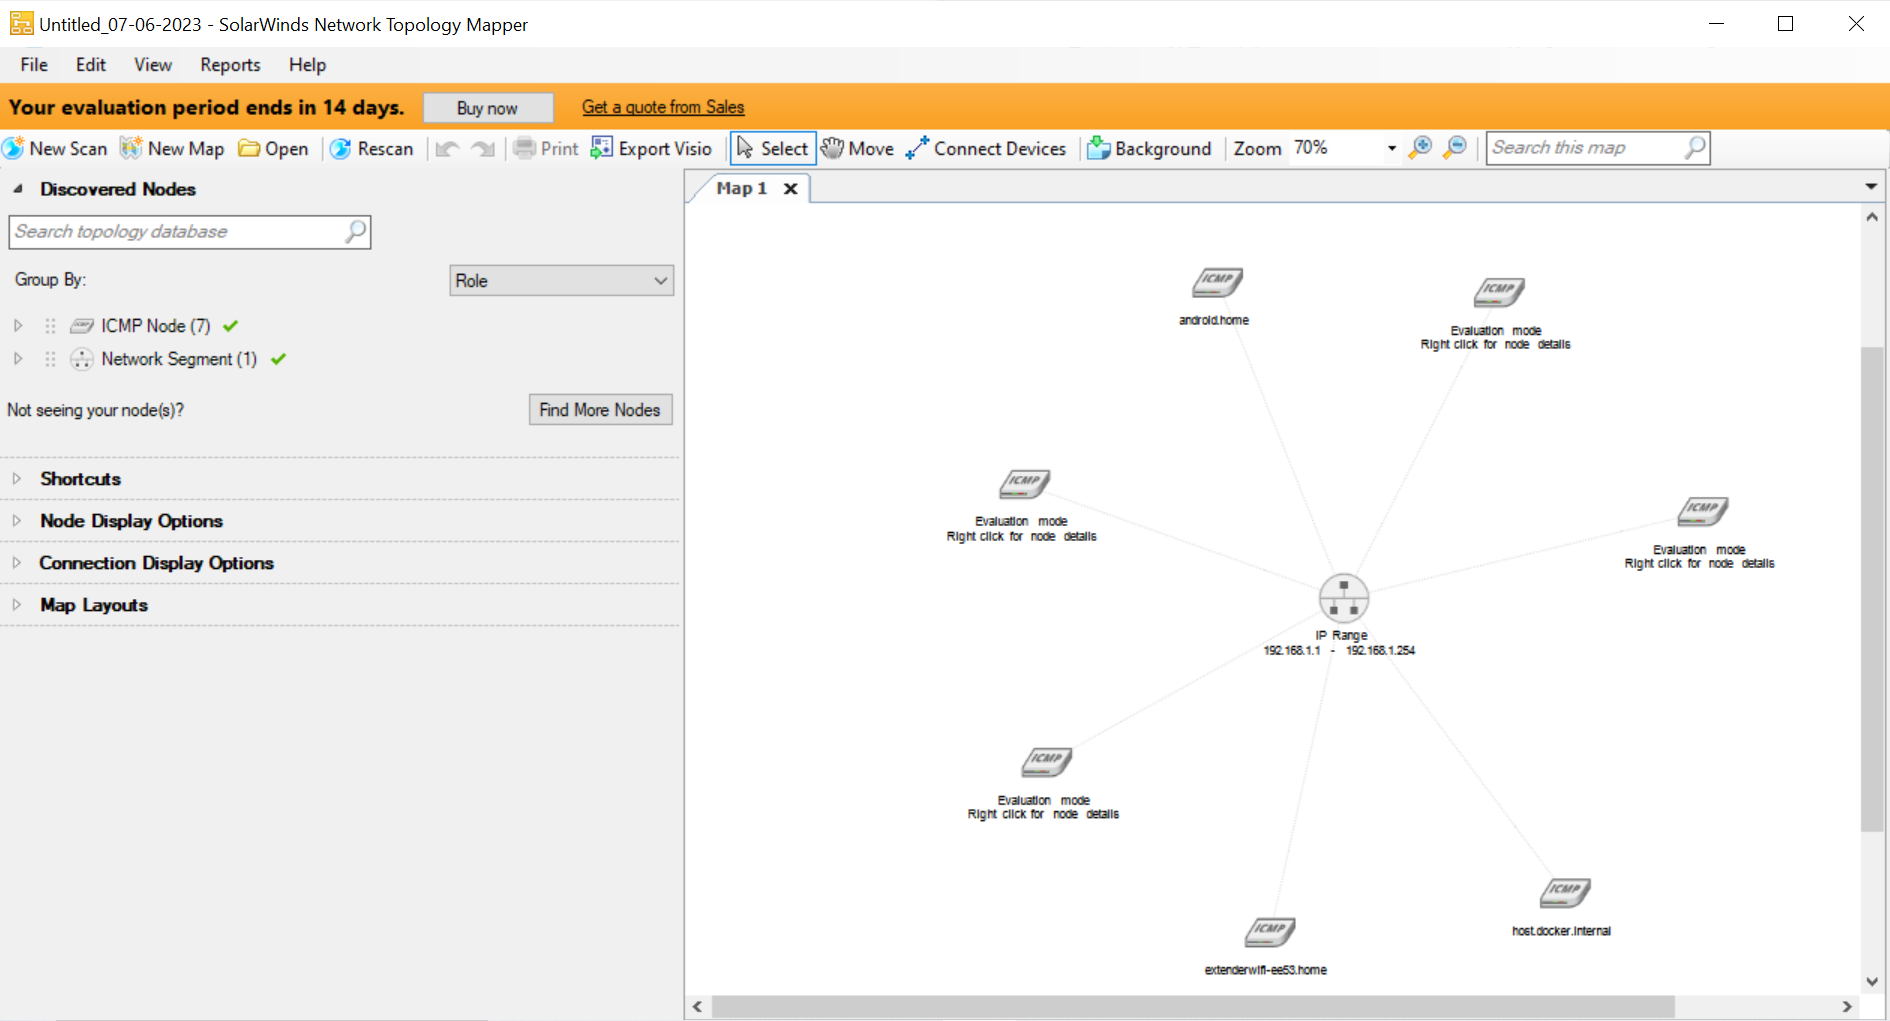 Untitled_07-06-2023 - SolarWinds Network Topology Mapper
File Edit View Reports Help
Your evaluation period ends in 14 days. Buy now Get a quote from Sales
New Scan New Map Open Rescan Print Export Visio Select Move Connect Devices Background Zoom 70% Search this map
Discovered Nodes
Search topology database
Group By: Role
ICMP Node (7)
Network Segment (1)
Not seeing your node(s)? Find More Nodes
Shortcuts
Node Display Options
Connection Display Options
Map Layouts
Map 1
ICMP
android.home
ICMP
Evaluation mode
Right click for node details
ICMP
Evaluation mode
Right click for node details
ICMP
Evaluation mode
Right click for node details
IP Range
192.168.1.1 - 192.168.1.254
ICMP
Evaluation mode
Right click for node details
ICMP
host.docker.internal
ICMP
extenderwifi-ee53.home